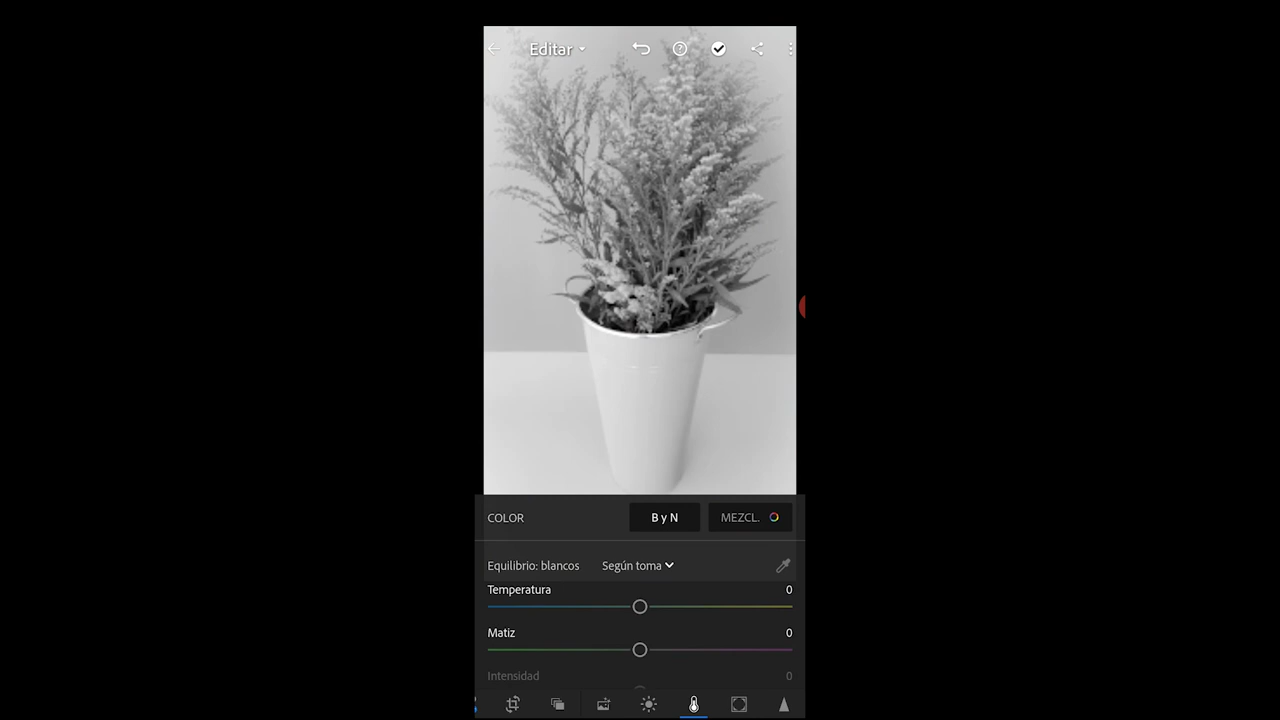 Editar
COLOR B y N MEZCL.
Equilibrio: blancos Según toma
Temperatura 0
Matiz 0
Intensidad 0